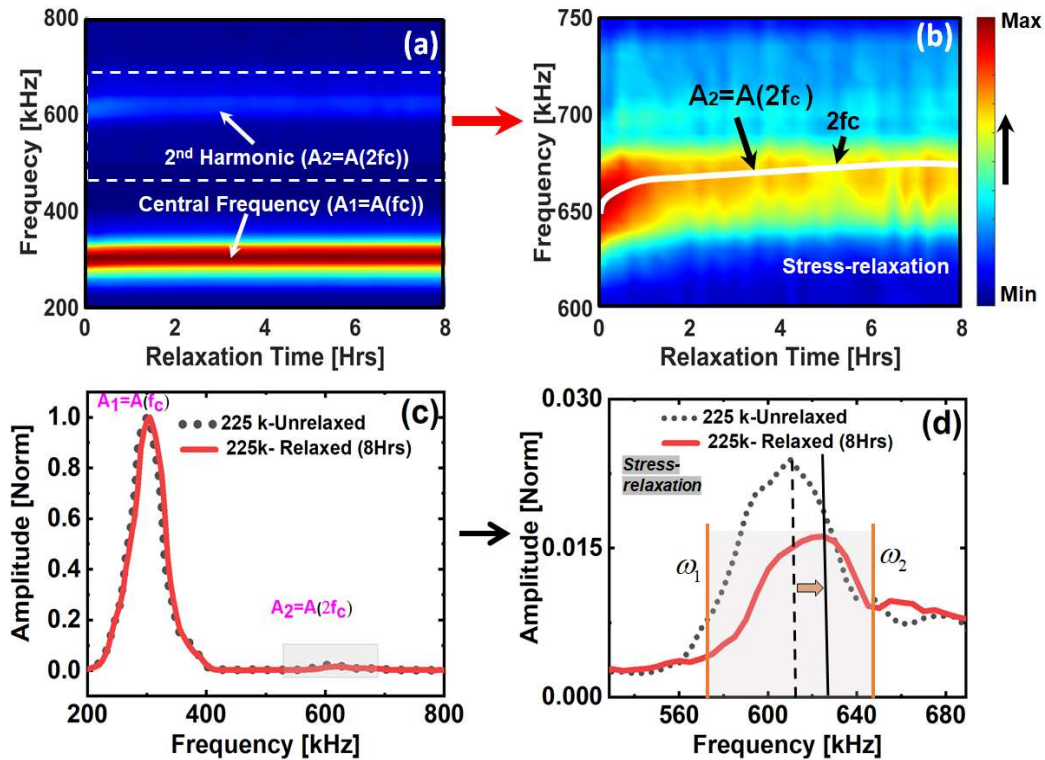 (a)
800
600
400
200
Frequecy [kHz]
2nd Harmonic (A2=A(2fc))
Central Frequency (A1=A(fc))
0 2 4 6 8
Relaxation Time [Hrs]
(b)
750
700
650
600
Frequency [kHz]
A2=A(2fc)
2fc
Stress-relaxation
0 2 4 6 8
Relaxation Time [Hrs]
Max
Min
(c)
A1=A(fc)
225 k-Unrelaxed
225k- Relaxed (8Hrs)
1.0
0.8
0.6
0.4
0.2
0.0
Amplitude [Norm]
A2=A(2fc)
200 400 600 800
Frequency [kHz]
(d)
225 k-Unrelaxed
225k- Relaxed (8Hrs)
Stress-
relaxation
0.030
0.015
0.000
Amplitude [Norm]
ω1
ω2
560 600 640 680
Frequency [kHz]